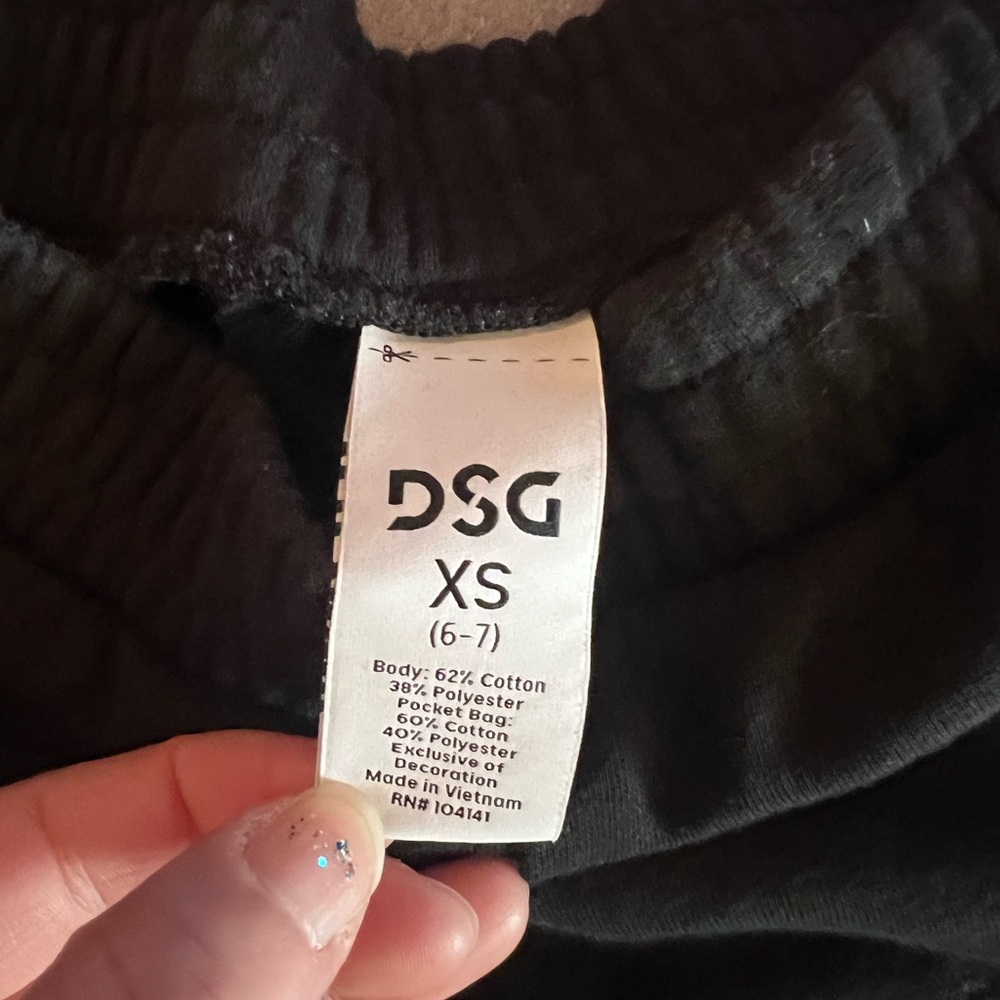 DSG
XS
(6-7)
Body: 62% Cotton
38% Polyester
Pocket Bag:
60% Cotton
40% Polyester
Exclusive of
Decoration
Made in Vietnam
RN# 104141